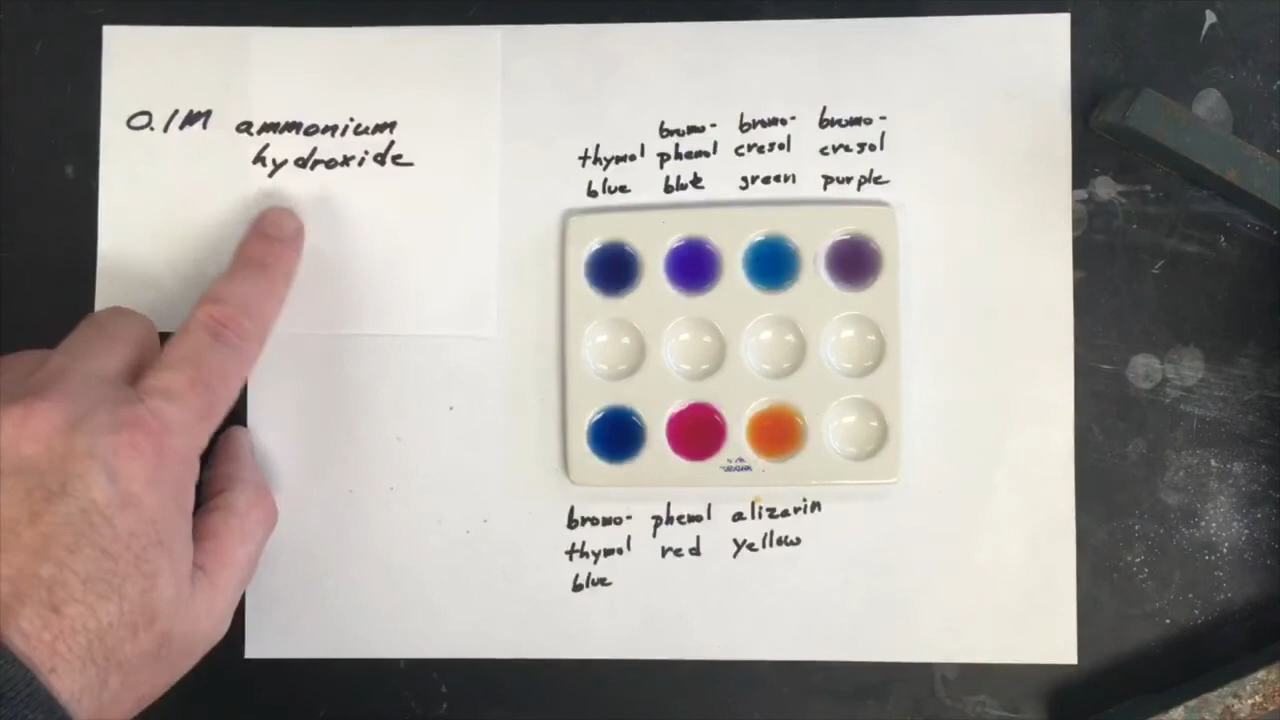 0.1M ammonium
hydroxide
thymol
blue
bromo-
phenol
blue
bromo-
cresol
green
bromo-
cresol
purple
bromo-
thymol
blue
phenol
red
alizarin
yellow